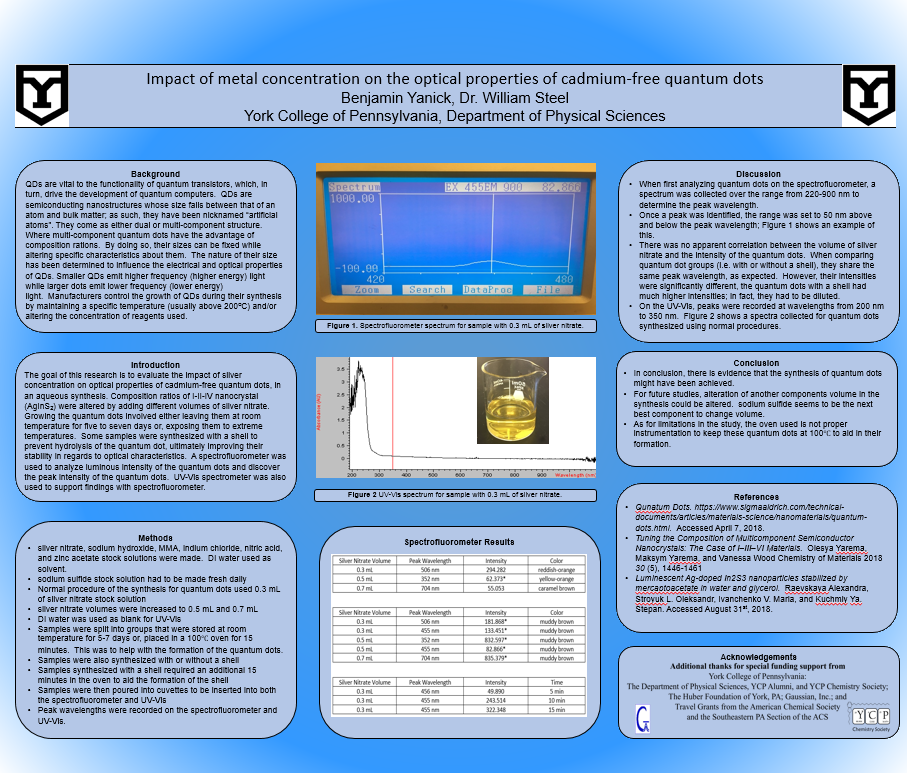 Impact of metal concentration on the optical properties of cadmium-free quantum dots
Benjamin Yanick, Dr. William Steel
York College of Pennsylvania, Department of Physical Sciences
Background
QDs are vital to the functionality of quantum transistors, which, in
turn, drive the development of quantum computers. QDs are
semiconducting nanostructures whose size falls between that of an
atom and bulk matter; as such, they have been nicknamed "artificial
atoms". They come as either dual or multi-component structure.
Where multi-component quantum dots have the advantage of
composition rations. By doing so, their sizes can be fixed while
altering specific characteristics about them. The nature of their size
has been determined to influence the electrical and optical properties
of QDs. Smaller QDs emit higher frequency (higher energy) light
while larger dots emit lower frequency (lower energy)
light. Manufacturers control the growth of QDs during their synthesis
by maintaining a specific temperature (usually above 200ºC) and/or
altering the concentration of reagents used.
Introduction
The goal of this research is to evaluate the impact of silver
concentration on optical properties of cadmium-free quantum dots, in
an aqueous synthesis. Composition ratios of I-II-IV nanocrystal
(AgInS2) were altered by adding different volumes of silver nitrate.
Growing the quantum dots involved either leaving them at room
temperature for five to seven days or, exposing them to extreme
temperatures. Some samples were synthesized with a shell to
prevent hydrolysis of the quantum dot, ultimately improving their
stability in regards to optical characteristics. A spectrofluorometer was
used to analyze luminous intensity of the quantum dots and discover
the peak intensity of the quantum dots. UV-Vis spectrometer was also
used to support findings with spectrofluorometer.
Methods
• silver nitrate, sodium hydroxide, MMA, indium chloride, nitric acid,
and zinc acetate stock solutions were made. DI water used as
solvent.
• sodium sulfide stock solution had to be made fresh daily
• Normal procedure of the synthesis for quantum dots used 0.3 mL
of silver nitrate stock solution
• silver nitrate volumes were increased to 0.5 mL and 0.7 mL
• DI water was used as blank for UV-Vis
• Samples were split into groups that were stored at room
temperature for 5-7 days or, placed in a 100℃ oven for 15
minutes. This was to help with the formation of the quantum dots.
• Samples were also synthesized with or without a shell
• Samples synthesized with a shell required an additional 15
minutes in the oven to aid the formation of the shell
• Samples were then poured into cuvettes to be inserted into both
the spectrofluorometer and UV-Vis
• Peak wavelengths were recorded on the spectrofluorometer and
UV-Vis.
Spectrum EX 455EM 900 82.866
1000.00
-100.00
420 480
Zoom Search DataProc File
Figure 1. Spectrofluorometer spectrum for sample with 0.3 mL of silver nitrate.
Absorbance (AU)
3.5
3
2.5
2
1.5
1
0.5
0
200 300 400 500 600 700 800 900 Wavelength (nm)
Figure 2 UV-Vis spectrum for sample with 0.3 mL of silver nitrate.
Spectrofluorometer Results
Silver Nitrate Volume Peak Wavelength Intensity Color
0.3 mL 506 nm 294.282 reddish-orange
0.5 mL 352 nm 62.373* yellow-orange
0.7 mL 704 nm 55.053 caramel brown
Silver Nitrate Volume Peak Wavelength Intensity Color
0.3 mL 506 nm 181.868* muddy brown
0.3 mL 455 nm 133.451* muddy brown
0.5 mL 352 nm 832.597* muddy brown
0.5 mL 455 nm 82.866* muddy brown
0.7 mL 704 nm 835.379* muddy brown
Silver Nitrate Volume Peak Wavelength Intensity Time
0.3 mL 456 nm 49.890 5 min
0.3 mL 455 nm 243.514 10 min
0.3 mL 455 nm 322.348 15 min
Discussion
• When first analyzing quantum dots on the spectrofluorometer, a
spectrum was collected over the range from 220-900 nm to
determine the peak wavelength.
• Once a peak was identified, the range was set to 50 nm above
and below the peak wavelength; Figure 1 shows an example of
this.
• There was no apparent correlation between the volume of silver
nitrate and the intensity of the quantum dots. When comparing
quantum dot groups (i.e. with or without a shell), they share the
same peak wavelength, as expected. However, their intensities
were significantly different, the quantum dots with a shell had
much higher intensities; in fact, they had to be diluted.
• On the UV-Vis, peaks were recorded at wavelengths from 200 nm
to 350 nm. Figure 2 shows a spectra collected for quantum dots
synthesized using normal procedures.
Conclusion
• In conclusion, there is evidence that the synthesis of quantum dots
might have been achieved.
• For future studies, alteration of another components volume in the
synthesis could be altered. sodium sulfide seems to be the next
best component to change volume.
• As for limitations in the study, the oven used is not proper
instrumentation to keep these quantum dots at 100℃ to aid in their
formation.
References
• Qunatum Dots. https://www.sigmaaldrich.com/technical-
documents/articles/materials-science/nanomaterials/quantum-
dots.html. Accessed April 7, 2018.
• Tuning the Composition of Multicomponent Semiconductor
Nanocrystals: The Case of I–III–VI Materials. Olesya Yarema,
Maksym Yarema, and Vanessa Wood Chemistry of Materials 2018
30 (5), 1446-1461
• Luminescent Ag-doped In2S3 nanoparticles stabilized by
mercaptoacetate in water and glycerol. Raevskaya Alexandra,
Stroyuk L. Oleksandr, Ivanchenko V. Maria, and Kuchmiy Ya.
Stepan. Accessed August 31st, 2018.
Acknowledgements
Additional thanks for special funding support from
York College of Pennsylvania:
The Department of Physical Sciences, YCP Alumni, and YCP Chemistry Society;
The Huber Foundation of York, PA; Gaussian, Inc.; and
Travel Grants from the American Chemical Society
and the Southeastern PA Section of the ACS
YCP
Chemistry Society